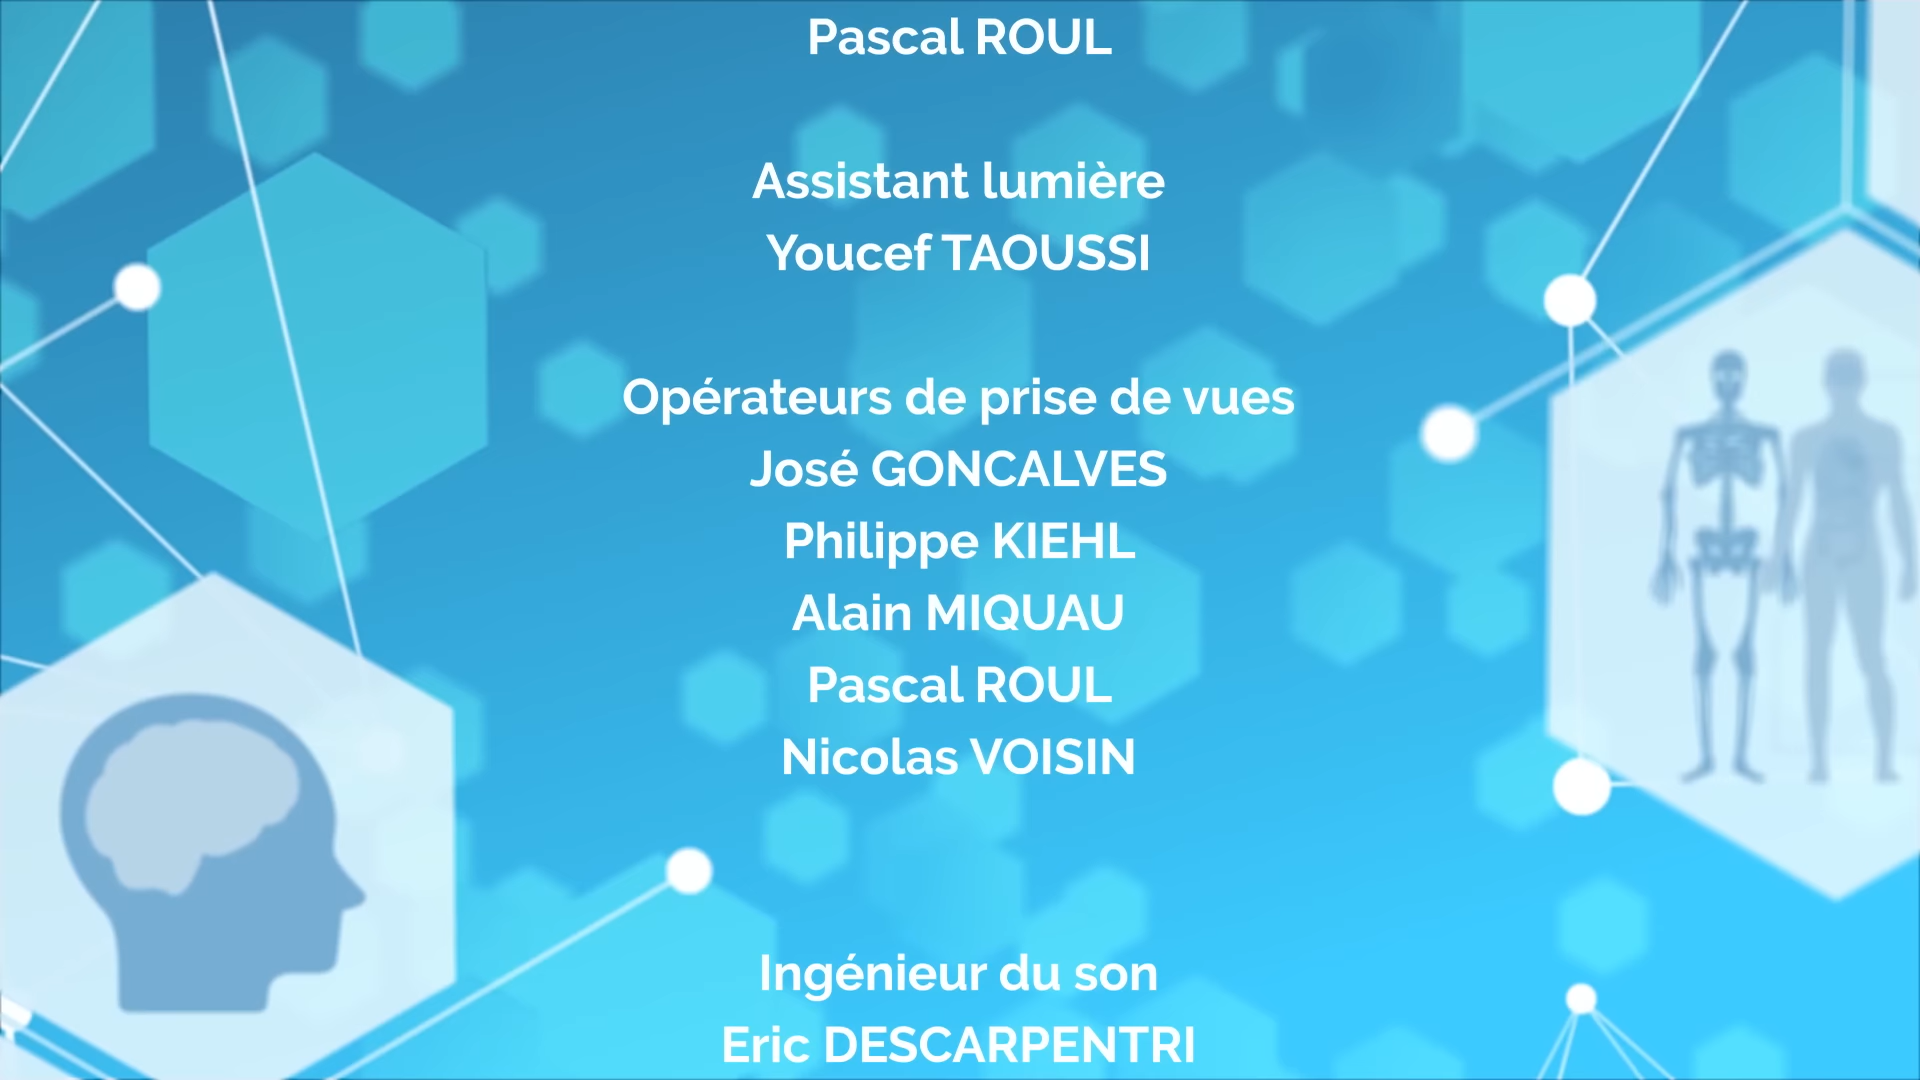 Pascal ROUL
Assistant lumière
Youcef TAOUSSI
Opérateurs de prise de vues
José GONCALVES
Philippe KIEHL
Alain MIQUAU
Pascal ROUL
Nicolas VOISIN
Ingénieur du son
Eric DESCARPENTRI